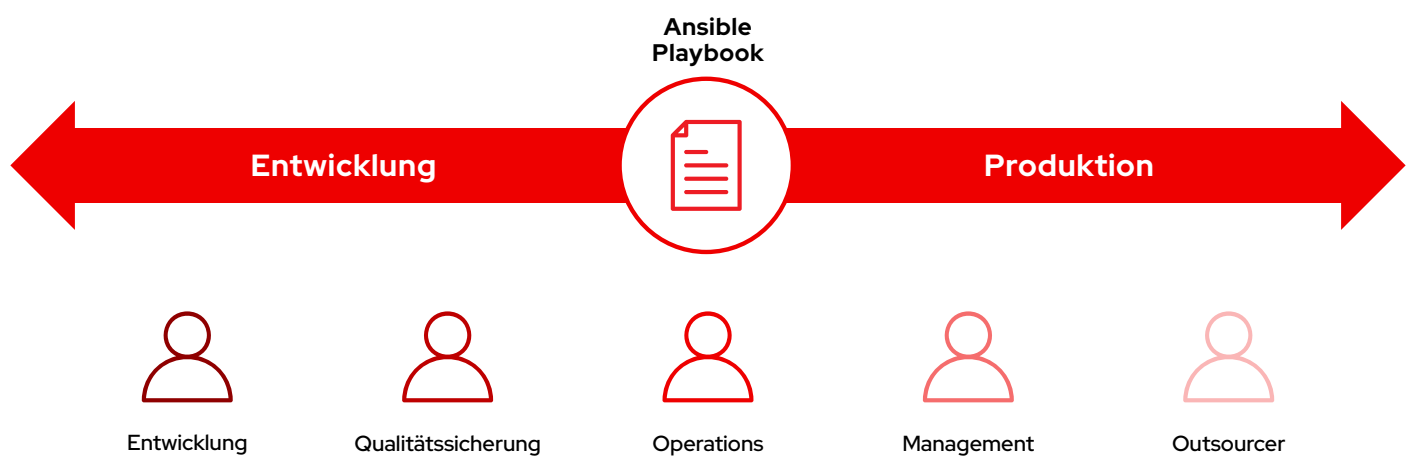 Ansible
Playbook
Entwicklung
Produktion
Entwicklung
Qualitätssicherung
Operations
Management
Outsourcer